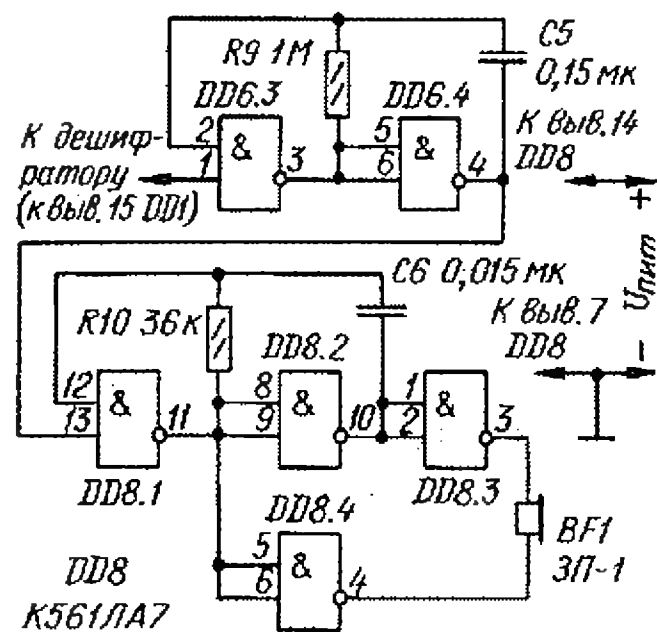 R9 1М
C5
0,15 мк
DD6.3
DD6.4
К дешиф-
ратору
(к выв. 15 DD1)
2
&
1
3
5
&
6
4
К выв. 14
DD8
+
Uпит
-
C6 0,015 мк
К выв. 7
DD8
R10 36 к
DD8.2
12
&
13
11
8
&
9
10
1
&
2
3
DD8.1
DD8.3
DD8.4
5
&
6
4
BF1
ЗП-1
DD8
К561ЛА7